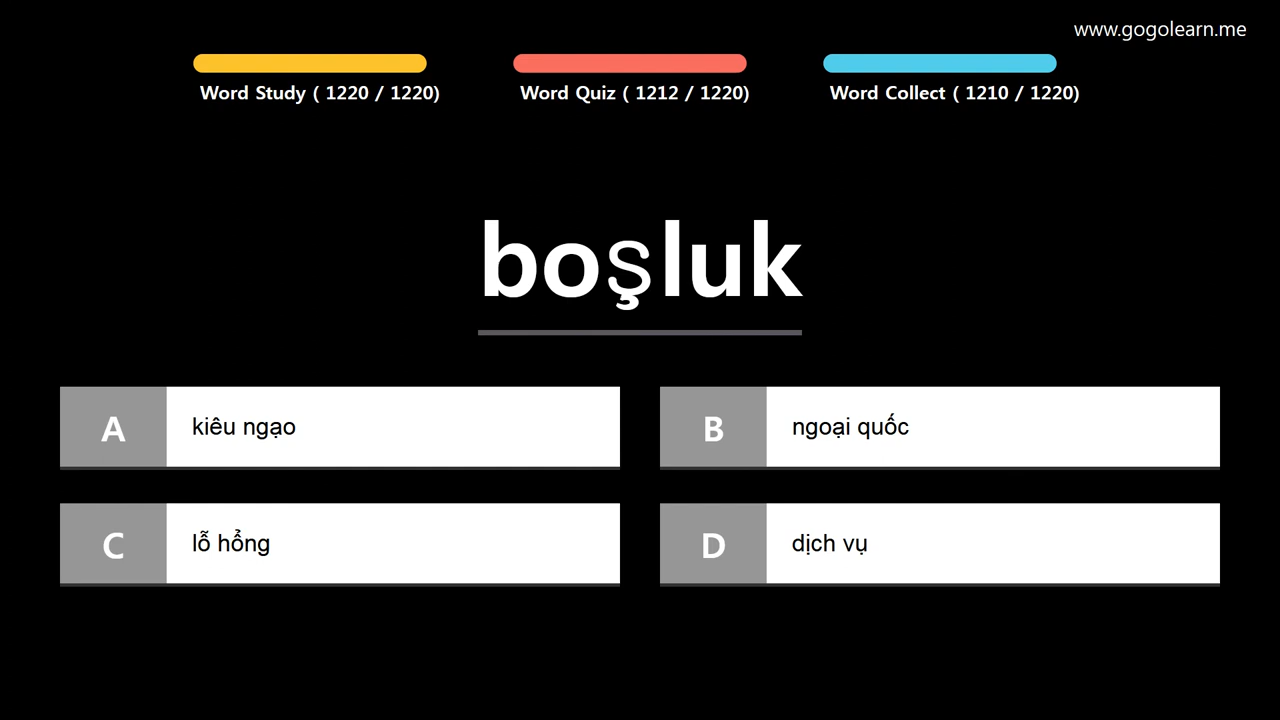 www.gogolearn.me
Word Study ( 1220 / 1220)
Word Quiz ( 1212 / 1220)
Word Collect ( 1210 / 1220)
boşluk
A kiêu ngạo
B ngoại quốc
C lỗ hổng
D dịch vụ